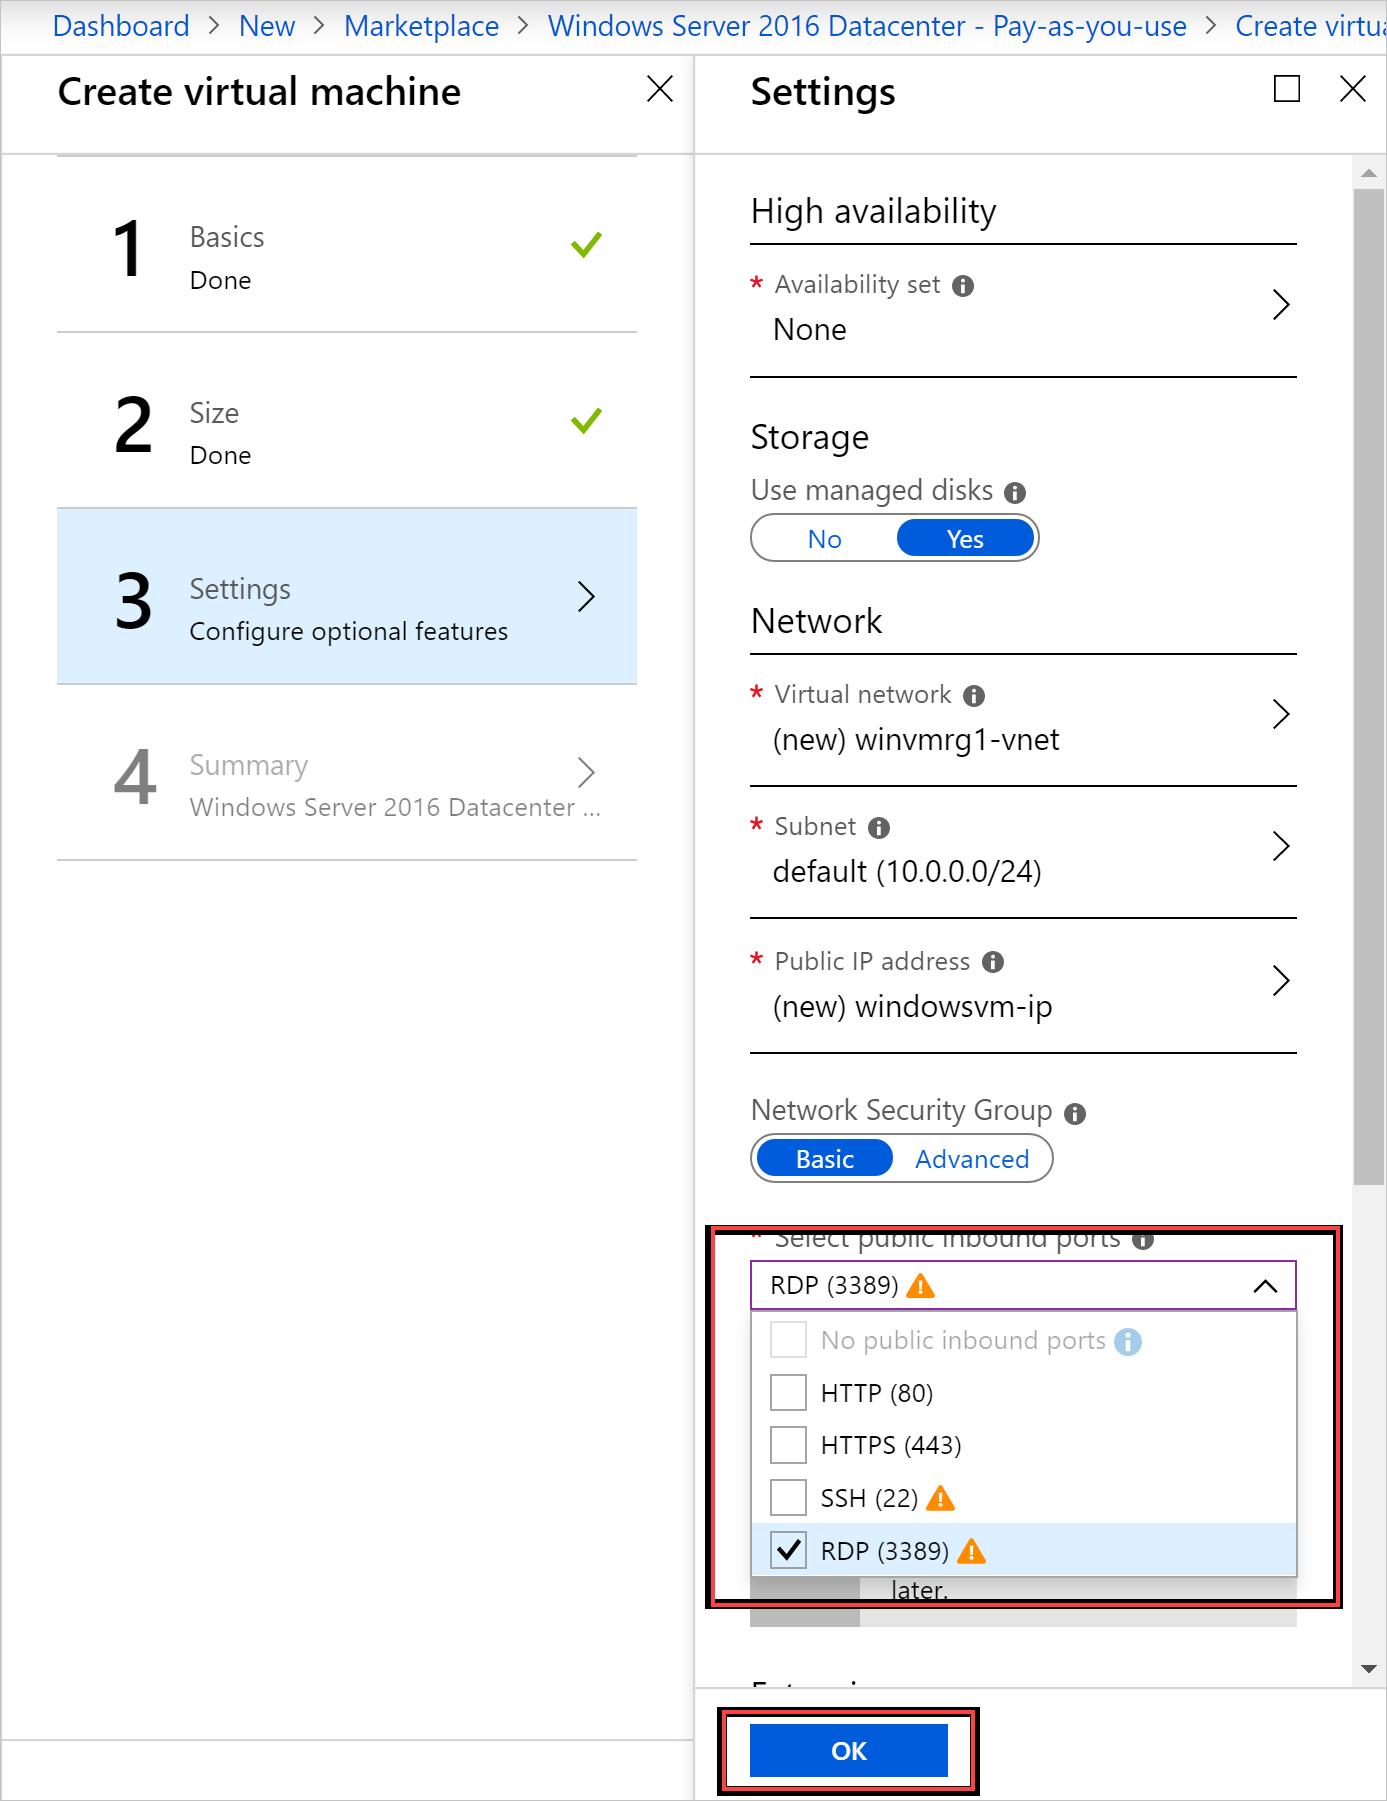 Dashboard > New > Marketplace > Windows Server 2016 Datacenter - Pay-as-you-use > Create virtua
Create virtual machine
1
Basics
Done
2
Size
Done
3
Settings
Configure optional features
4
Summary
Windows Server 2016 Datacenter ...
Settings
High availability
* Availability set
None
Storage
Use managed disks
No Yes
Network
* Virtual network
(new) winvmrg1-vnet
* Subnet
default (10.0.0.0/24)
* Public IP address
(new) windowsvm-ip
Network Security Group
Basic Advanced
* Select public inbound ports
RDP (3389)
No public inbound ports
HTTP (80)
HTTPS (443)
SSH (22)
RDP (3389)
later.
OK